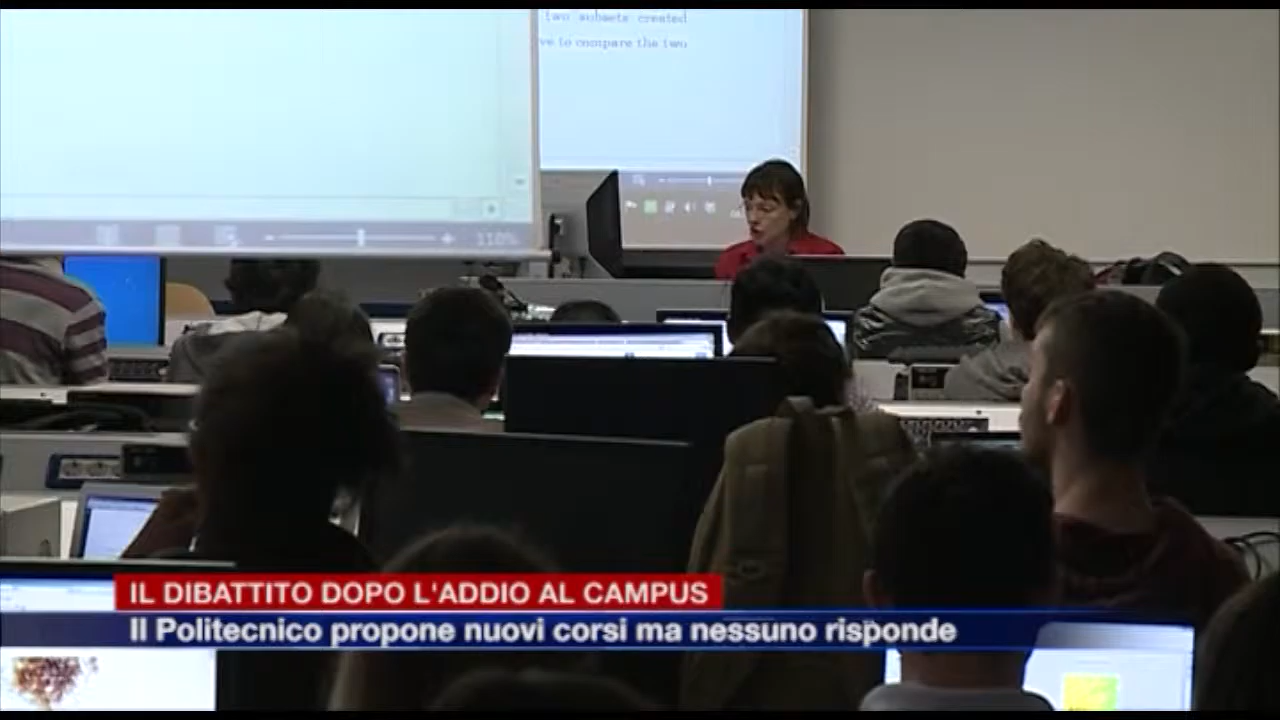 two subsets created
ve to compare the two
118%
IL DIBATTITO DOPO L'ADDIO AL CAMPUS
Il Politecnico propone nuovi corsi ma nessuno risponde